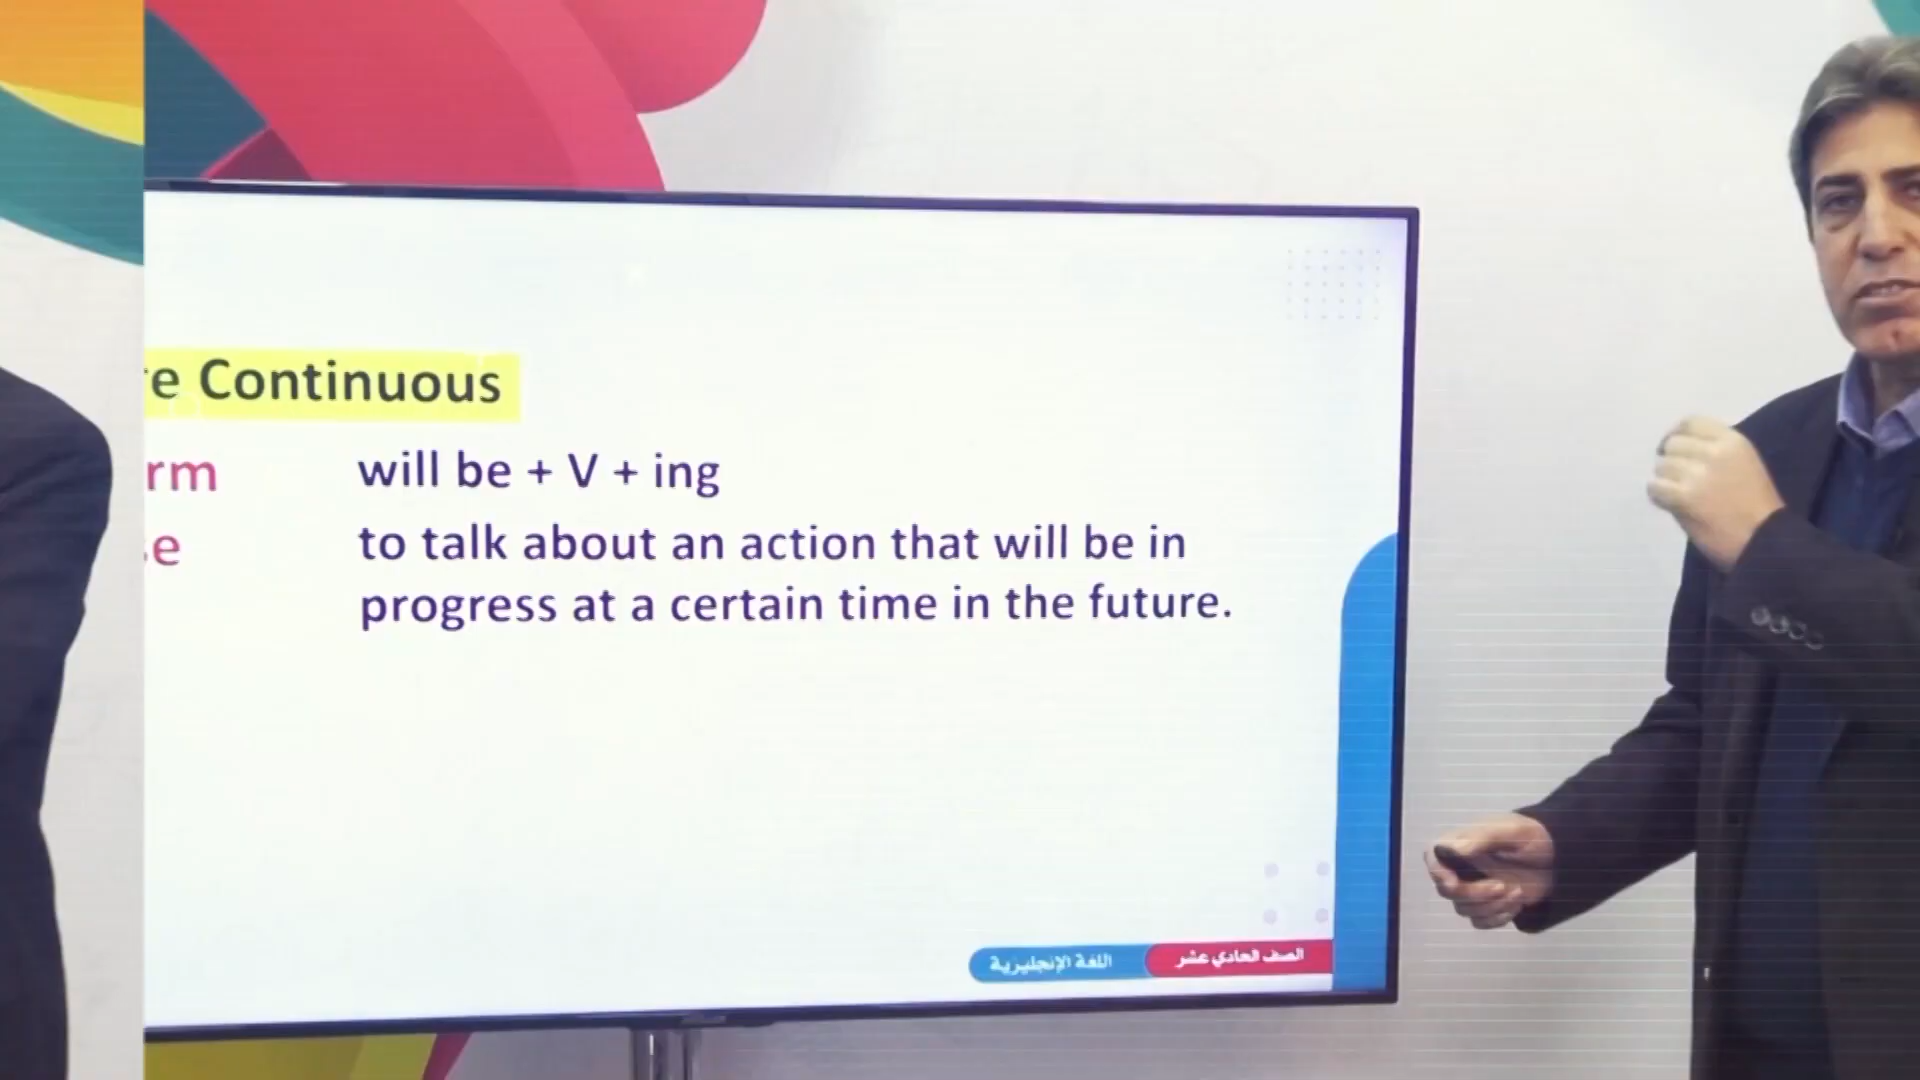 e Continuous
rm will be + V + ing
se to talk about an action that will be in
progress at a certain time in the future.
الصف الحادي عشر
اللغة الإنجليزية